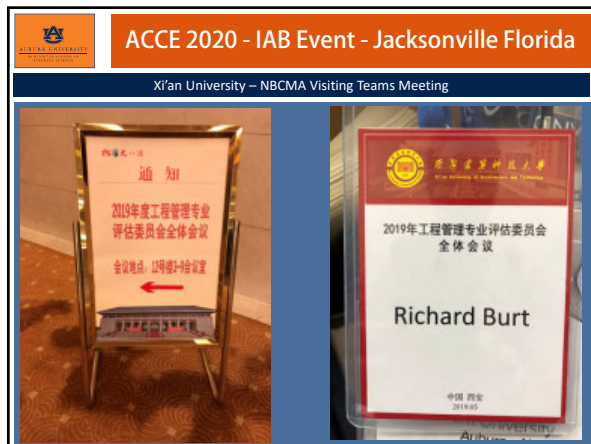 AUBURN UNIVERSITY
ACCE 2020 - IAB Event - Jacksonville Florida
Xi'an University – NBCMA Visiting Teams Meeting
通 知
2019年度工程管理专业
评估委员会全体会议
会议地点：12号楼3-9会议室
西安建筑科技大学
Xi'an University of Architecture and Technology
2019年工程管理专业评估委员会
全体会议
Richard Burt
中国 西安
2019.05
University
Auburn